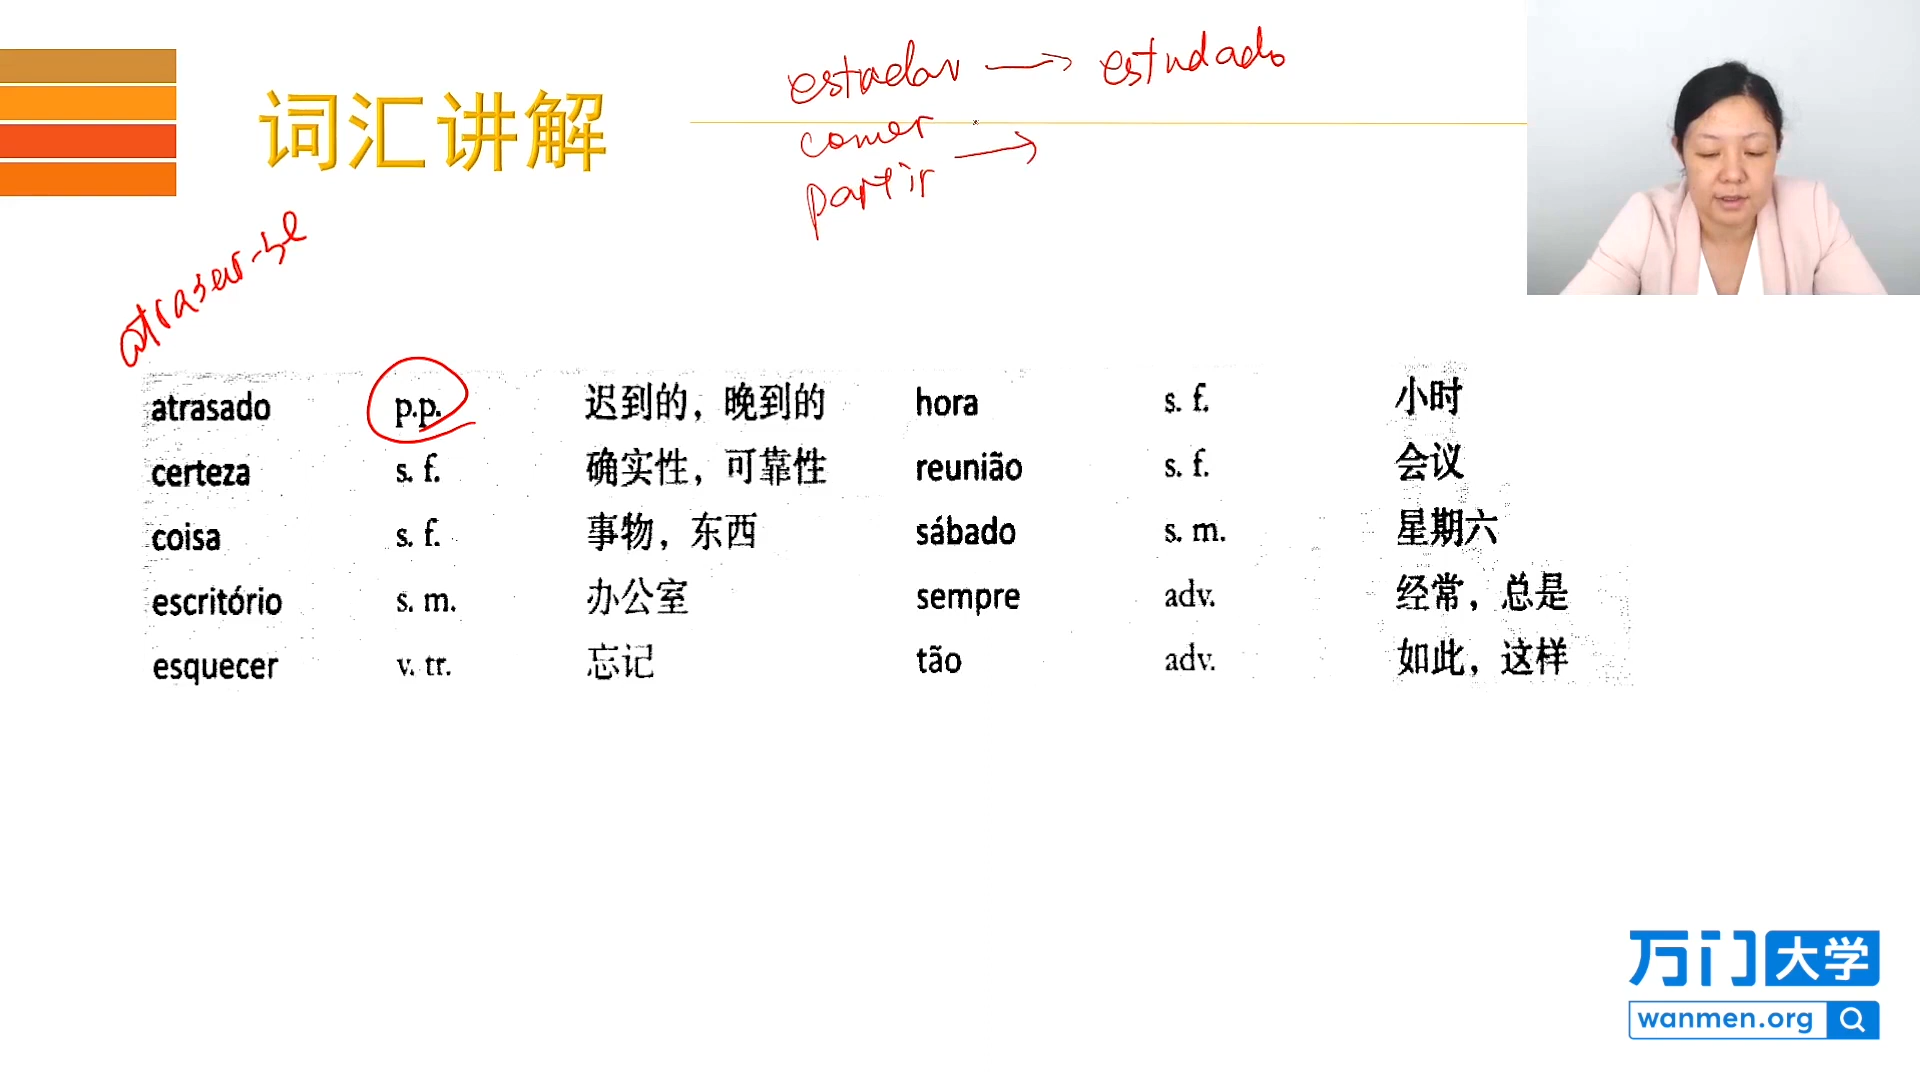 estudar → estudado
词汇讲解
comer
partir →
atrasar-se
atrasado p.p. 迟到的，晚到的 hora s. f. 小时
certeza s. f. 确实性，可靠性 reunião s. f. 会议
coisa s. f. 事物，东西 sábado s. m. 星期六
escritório s. m. 办公室 sempre adv. 经常，总是
esquecer v. tr. 忘记 tão adv. 如此，这样
万门大学
wanmen.org